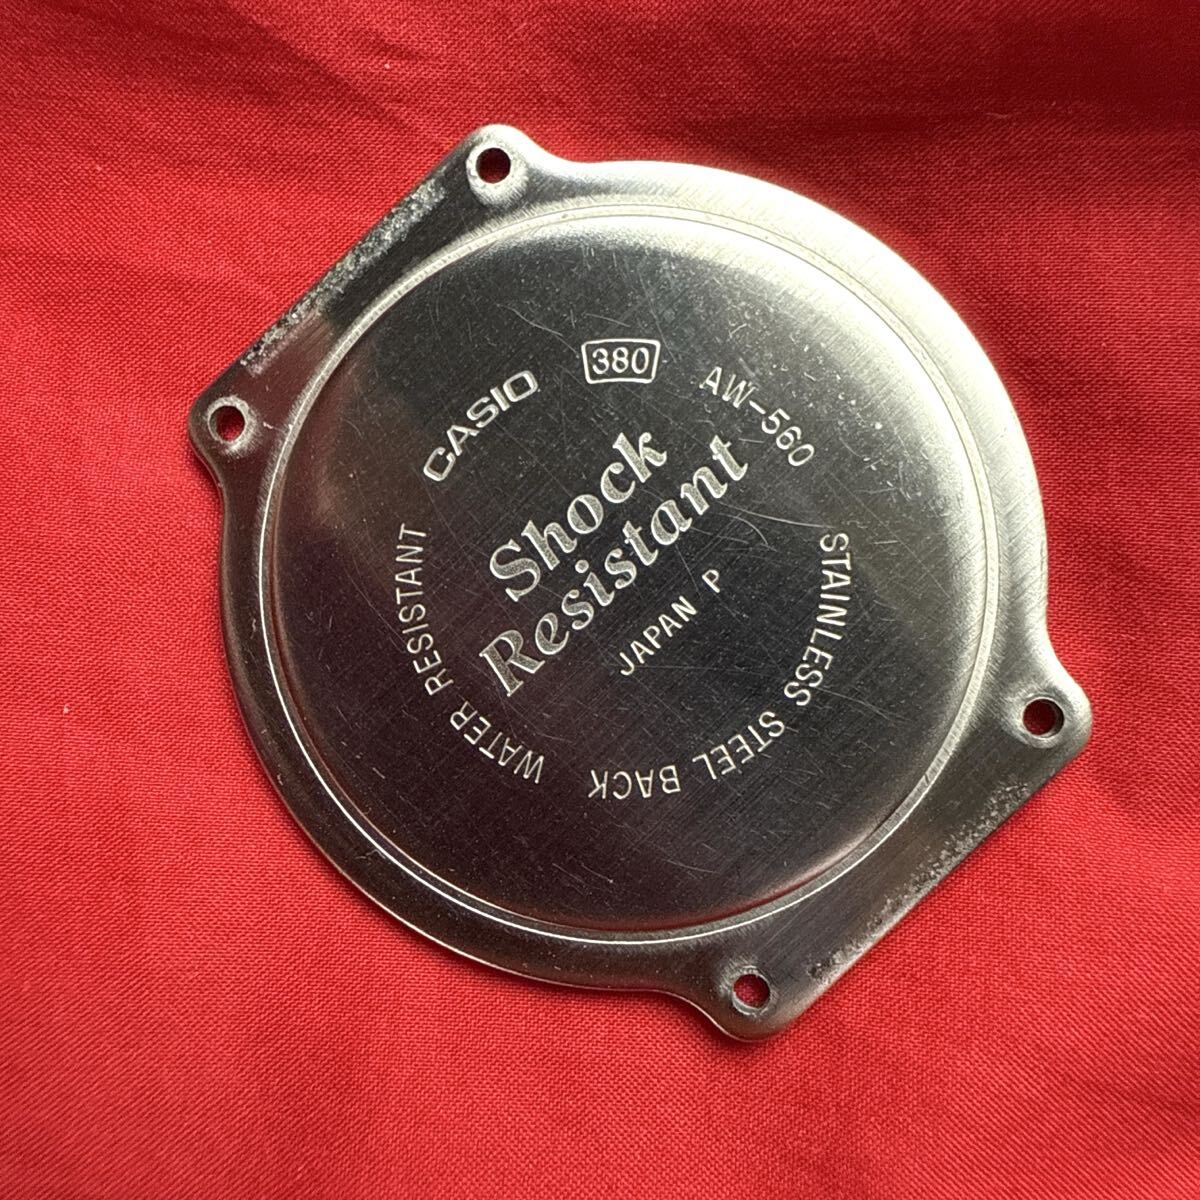 CASIO
380
AW-560
Shock
Resistant
JAPAN P
WATER RESISTANT
STAINLESS STEEL BACK